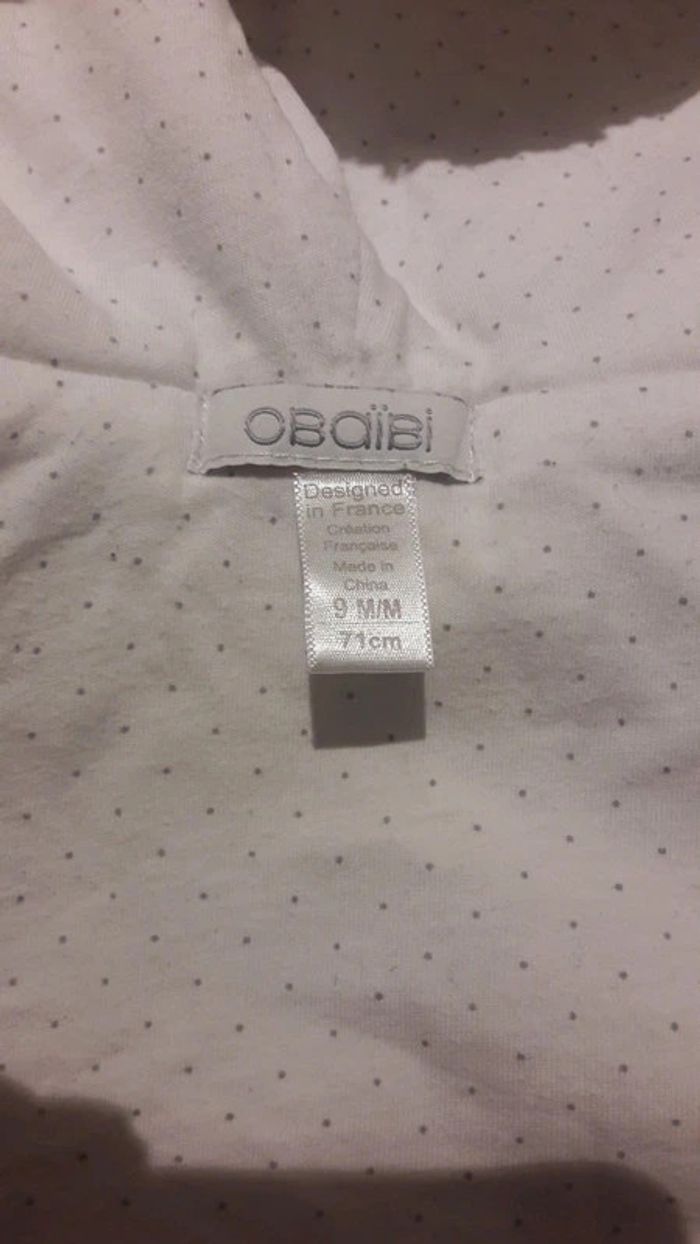 OBaïBi
Designed
in France
Création
Française
Made in
China
9 M/M
71cm